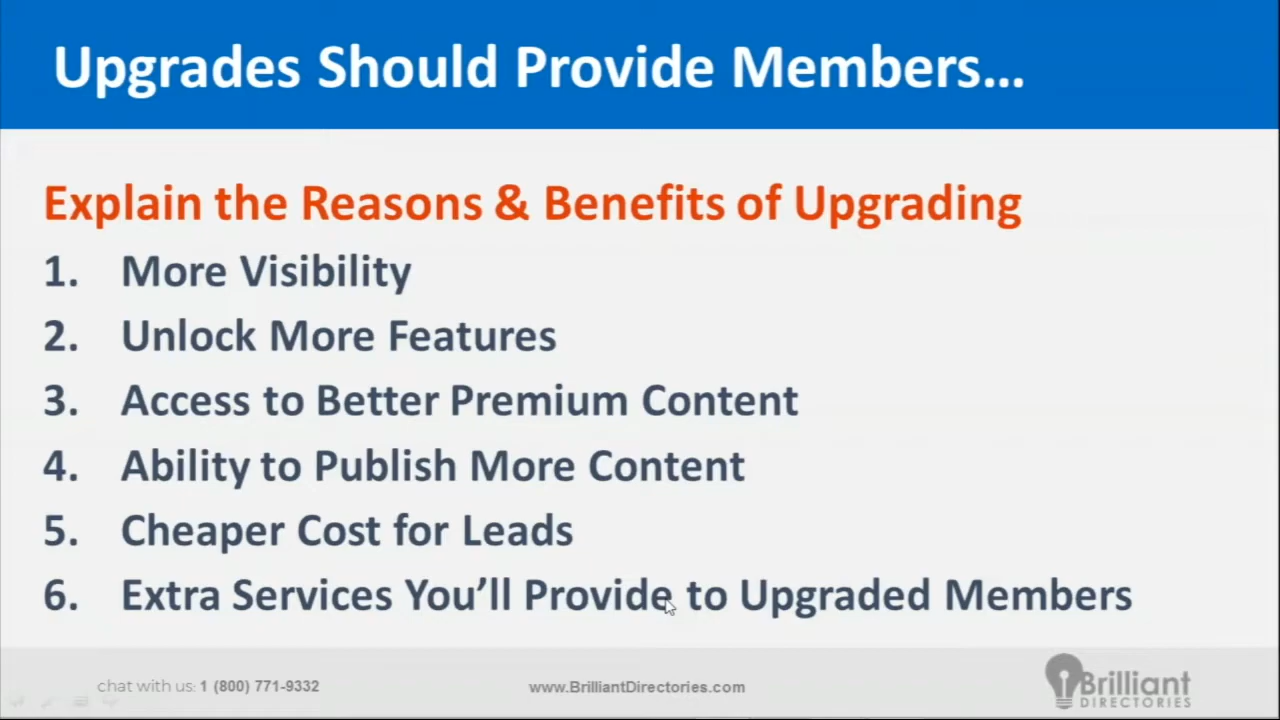 Upgrades Should Provide Members...
Explain the Reasons & Benefits of Upgrading
1. More Visibility
2. Unlock More Features
3. Access to Better Premium Content
4. Ability to Publish More Content
5. Cheaper Cost for Leads
6. Extra Services You'll Provide to Upgraded Members
chat with us: 1 (800) 771-9332
www.BrilliantDirectories.com
Brilliant
DIRECTORIES